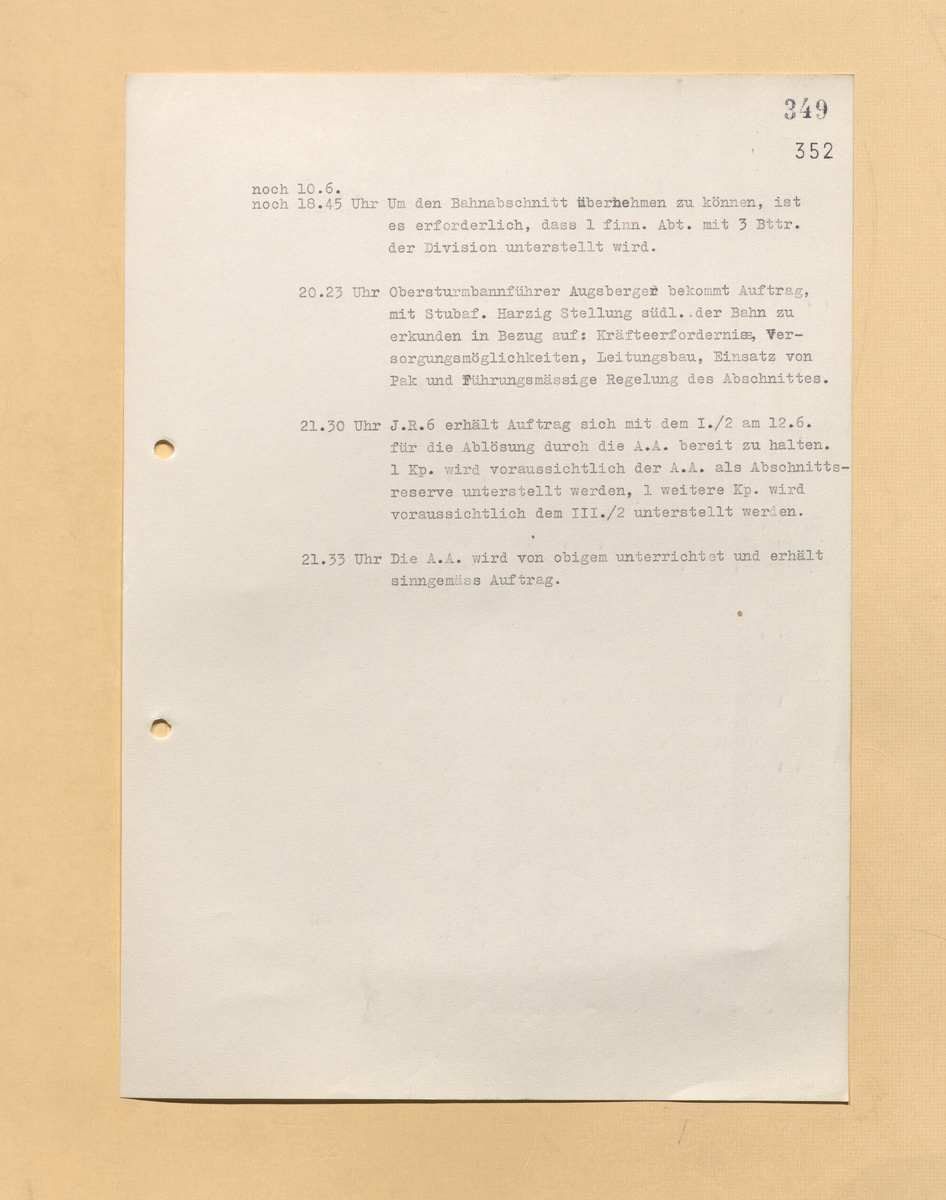 349
352
noch 10.6.
noch 18.45 Uhr Um den Bahnabschnitt übernehmen zu können, ist
es erforderlich, dass 1 finn. Abt. mit 3 Bttr.
der Division unterstellt wird.
20.23 Uhr Obersturmbannführer Augsberger bekommt Auftrag,
mit Stubaf. Harzig Stellung südl. der Bahn zu
erkunden in Bezug auf: Kräfteerfordernis, Ver-
sorgungsmöglichkeiten, Leitungsbau, Einsatz von
Pak und Führungsmässige Regelung des Abschnittes.
21.30 Uhr J.R.6 erhält Auftrag sich mit dem I./2 am 12.6.
für die Ablösung durch die A.A. bereit zu halten.
1 Kp. wird voraussichtlich der A.A. als Abschnitts-
reserve unterstellt werden, 1 weitere Kp. wird
voraussichtlich dem III./2 unterstellt werden.
21.33 Uhr Die A.A. wird von obigem unterrichtet und erhält
sinngemäss Auftrag.